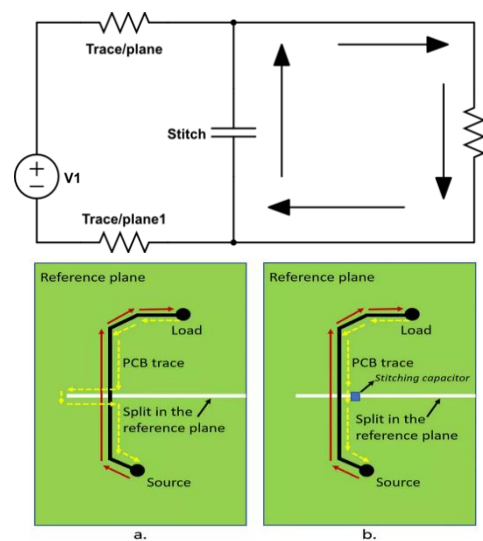 Trace/plane
Stitch
+
−
V1
Trace/plane1
Reference plane
Load
PCB trace
Split in the
reference plane
Source
a.
Reference plane
Load
PCB trace
Stitching capacitor
Split in the
reference plane
Source
b.